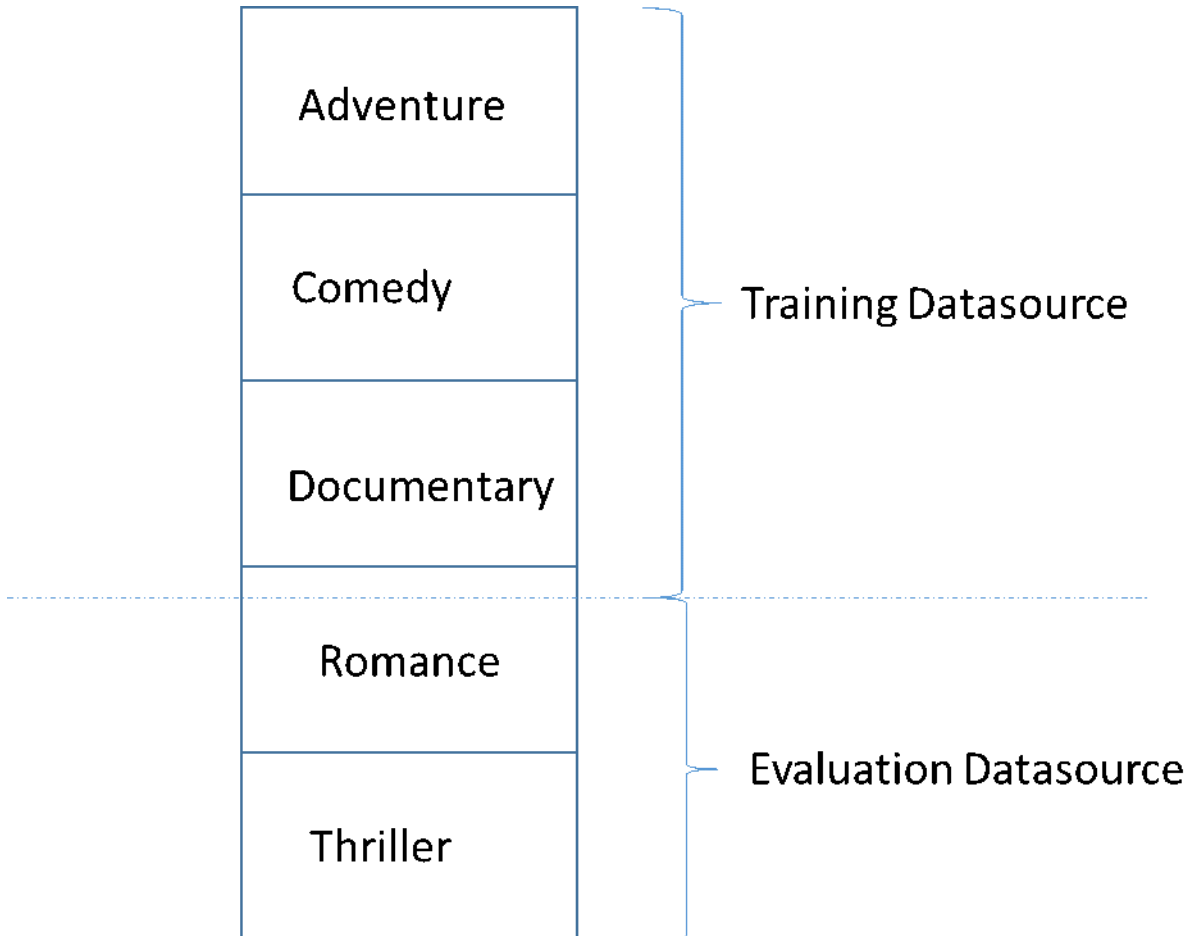 Adventure
Comedy
Training Datasource
Documentary
Romance
Evaluation Datasource
Thriller